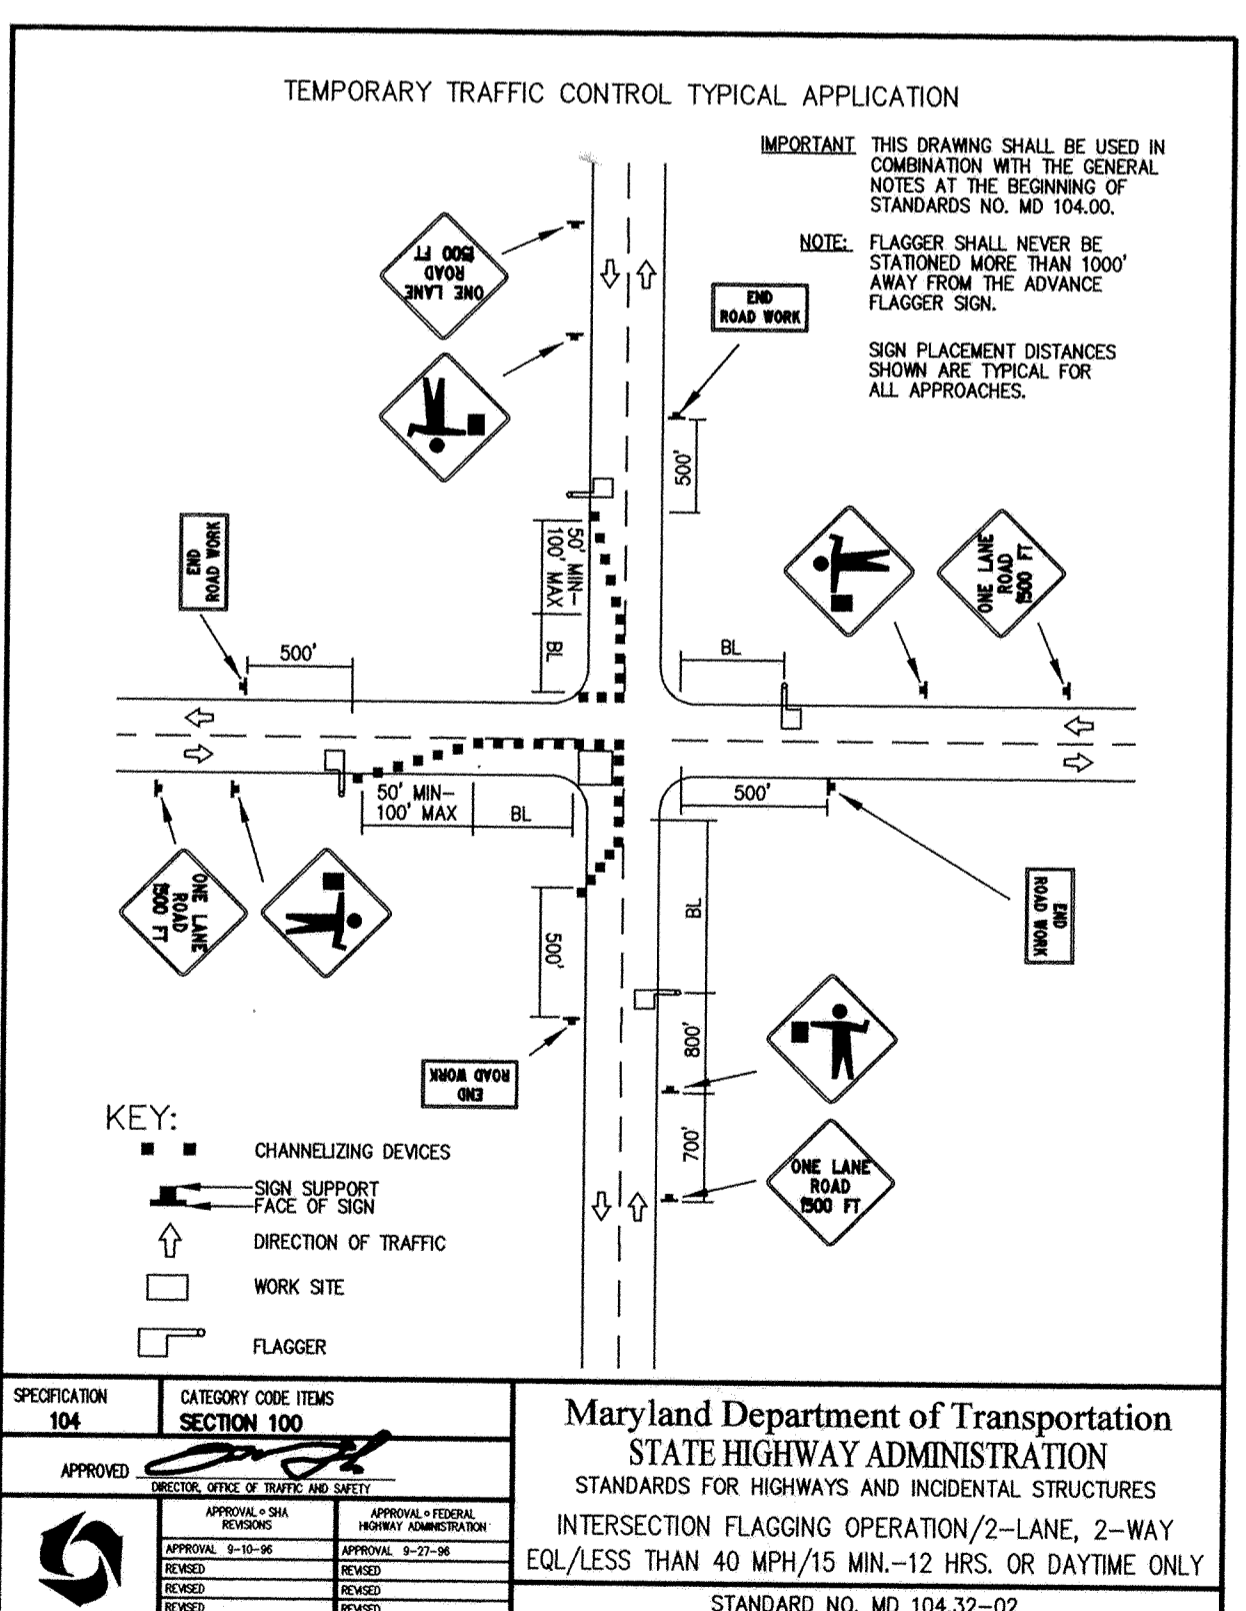 TEMPORARY TRAFFIC CONTROL TYPICAL APPLICATION
IMPORTANT THIS DRAWING SHALL BE USED IN
COMBINATION WITH THE GENERAL
NOTES AT THE BEGINNING OF
STANDARDS NO. MD 104.00.
NOTE: FLAGGER SHALL NEVER BE
STATIONED MORE THAN 1000'
AWAY FROM THE ADVANCE
FLAGGER SIGN.
SIGN PLACEMENT DISTANCES
SHOWN ARE TYPICAL FOR
ALL APPROACHES.
ONE LANE
ROAD
1500 FT
END
ROAD WORK
500'
50' MIN-
100' MAX
BL
END
ROAD WORK
500'
BL
ONE LANE
ROAD
1500 FT
50' MIN-
100' MAX
BL
500'
ONE LANE
ROAD
1500 FT
BL
END
ROAD WORK
500'
800'
END
ROAD WORK
700'
ONE LANE
ROAD
1500 FT
KEY:
CHANNELIZING DEVICES
SIGN SUPPORT
FACE OF SIGN
DIRECTION OF TRAFFIC
WORK SITE
FLAGGER
SPECIFICATION
104
CATEGORY CODE ITEMS
SECTION 100
APPROVED
DIRECTOR, OFFICE OF TRAFFIC AND SAFETY
APPROVAL ∘ SHA
REVISIONS
APPROVAL ∘ FEDERAL
HIGHWAY ADMINISTRATION
APPROVAL 9-10-96
APPROVAL 9-27-96
REVISED
REVISED
REVISED
REVISED
REVISED
REVISED
Maryland Department of Transportation
STATE HIGHWAY ADMINISTRATION
STANDARDS FOR HIGHWAYS AND INCIDENTAL STRUCTURES
INTERSECTION FLAGGING OPERATION/2-LANE, 2-WAY
EQL/LESS THAN 40 MPH/15 MIN.-12 HRS. OR DAYTIME ONLY
STANDARD NO. MD 104.32-02